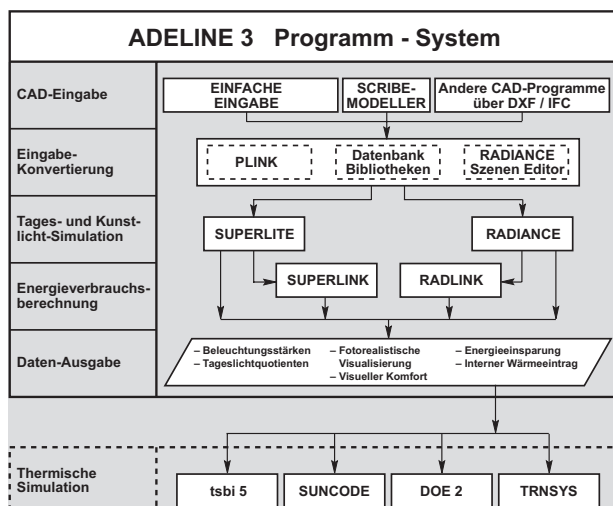 ADELINE 3 Programm - System
CAD-Eingabe
EINFACHE
EINGABE
SCRIBE-
MODELLER
Andere CAD-Programme
über DXF / IFC
Eingabe-
Konvertierung
PLINK
Datenbank
Bibliotheken
RADIANCE
Szenen Editor
Tages- und Kunst-
licht-Simulation
SUPERLITE
RADIANCE
Energieverbrauchs-
berechnung
SUPERLINK
RADLINK
Daten-Ausgabe
– Beleuchtungsstärken
– Tageslichtquotienten
– Fotorealistische
Visualisierung
– Visueller Komfort
– Energieeinsparung
– Interner Wärmeeintrag
Thermische
Simulation
tsbi 5
SUNCODE
DOE 2
TRNSYS